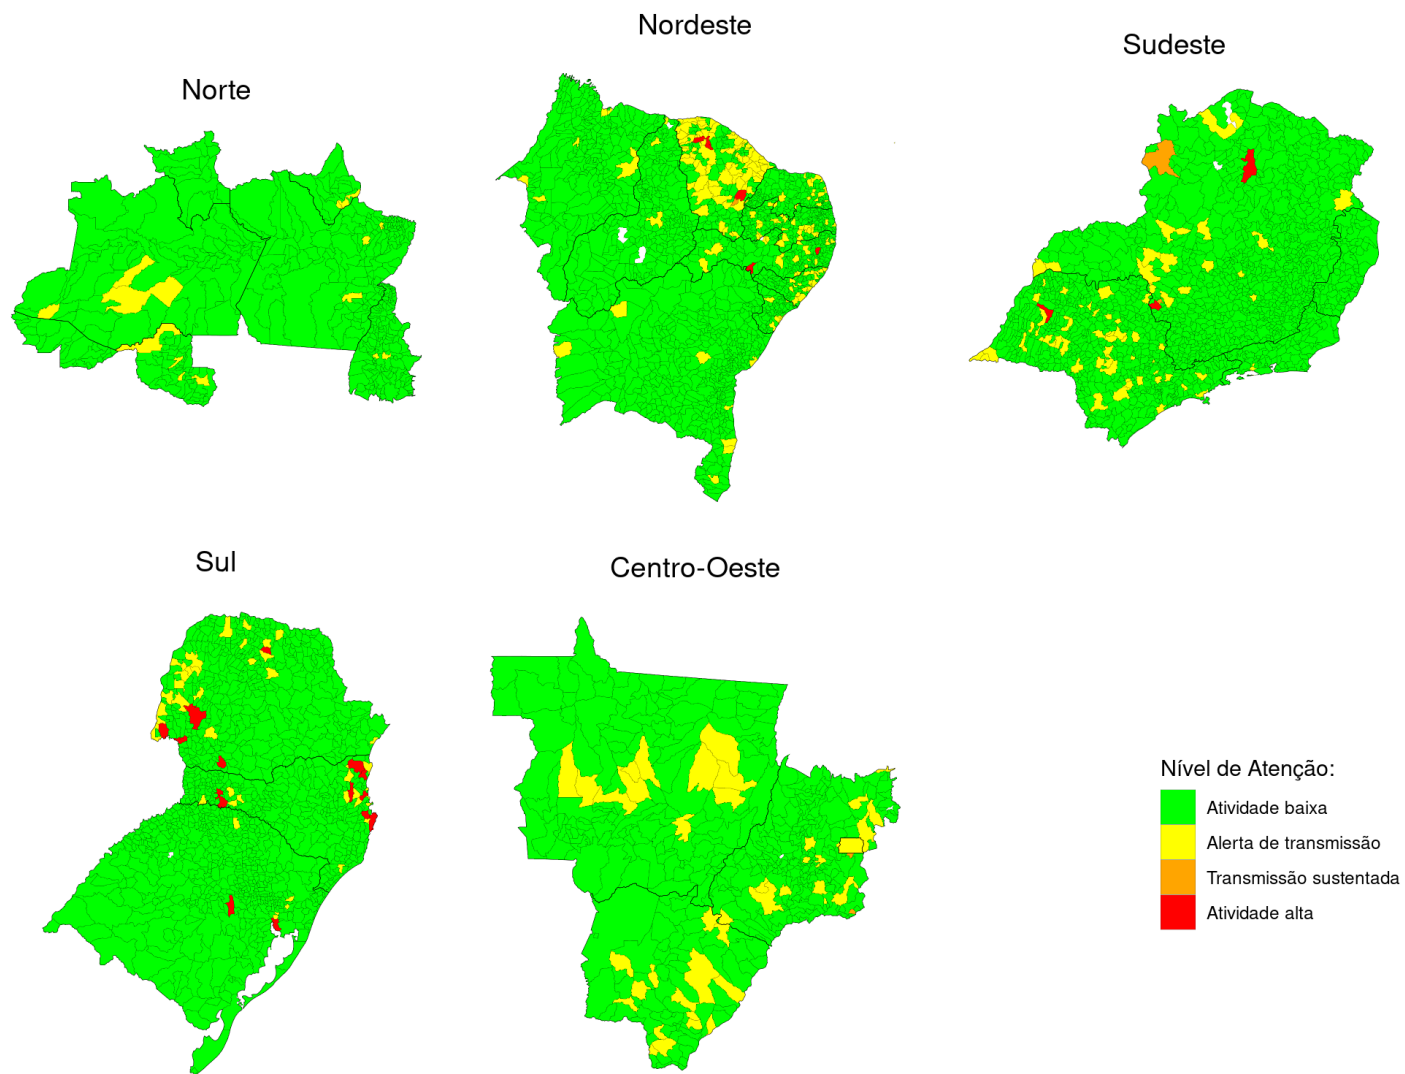 Nordeste
Sudeste
Norte
Sul
Centro-Oeste
Nível de Atenção:
Atividade baixa
Alerta de transmissão
Transmissão sustentada
Atividade alta